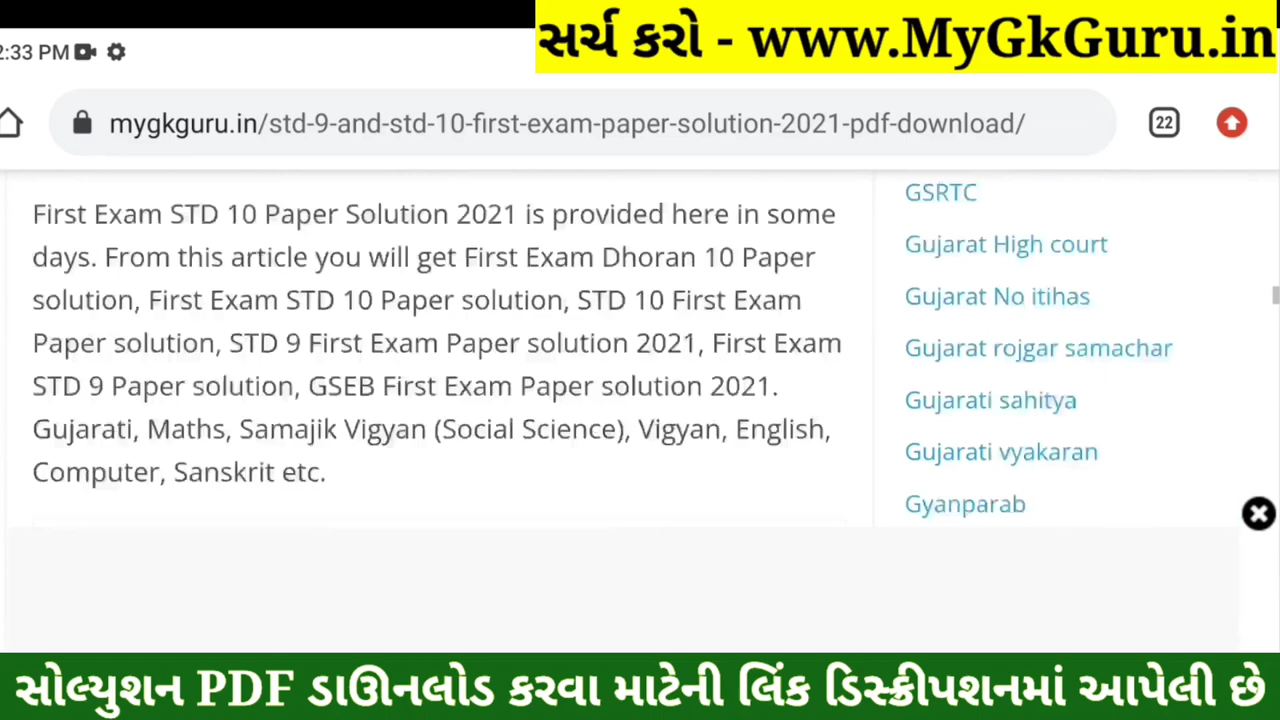 સર્ચ કરો - www.MyGkGuru.in
2:33 PM
mygkguru.in/std-9-and-std-10-first-exam-paper-solution-2021-pdf-download/
22
First Exam STD 10 Paper Solution 2021 is provided here in some
days. From this article you will get First Exam Dhoran 10 Paper
solution, First Exam STD 10 Paper solution, STD 10 First Exam
Paper solution, STD 9 First Exam Paper solution 2021, First Exam
STD 9 Paper solution, GSEB First Exam Paper solution 2021.
Gujarati, Maths, Samajik Vigyan (Social Science), Vigyan, English,
Computer, Sanskrit etc.
GSRTC
Gujarat High court
Gujarat No itihas
Gujarat rojgar samachar
Gujarati sahitya
Gujarati vyakaran
Gyanparab
સોલ્યુશન PDF ડાઊનલોડ કરવા માટેની લિંક ડિસ્ક્રીપશનમાં આપેલી છે